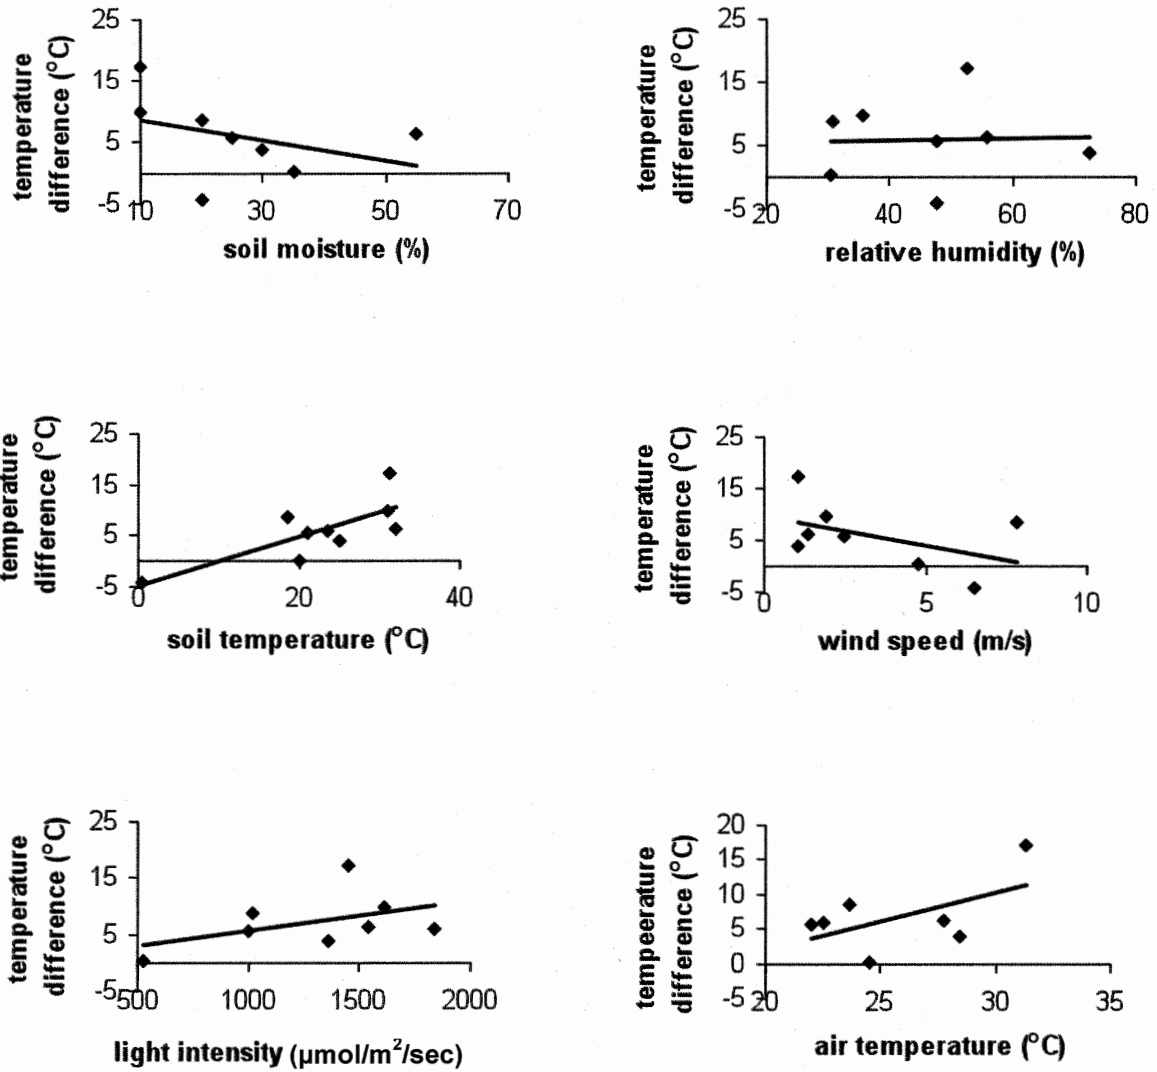 temperature
difference (°C)
25
15
5
-5
10
30
50
70
soil moisture (%)
temperature
difference (°C)
25
15
5
-5
20
40
60
80
relative humidity (%)
temperature
difference (°C)
25
15
5
-5
0
20
40
soil temperature (°C)
temperature
difference (°C)
25
15
5
-5
0
5
10
wind speed (m/s)
temperature
difference (°C)
25
15
5
-5
500
1000
1500
2000
light intensity (µmol/m²/sec)
tempeerature
difference (°C)
20
15
10
5
0
-5
20
25
30
35
air temperature (°C)